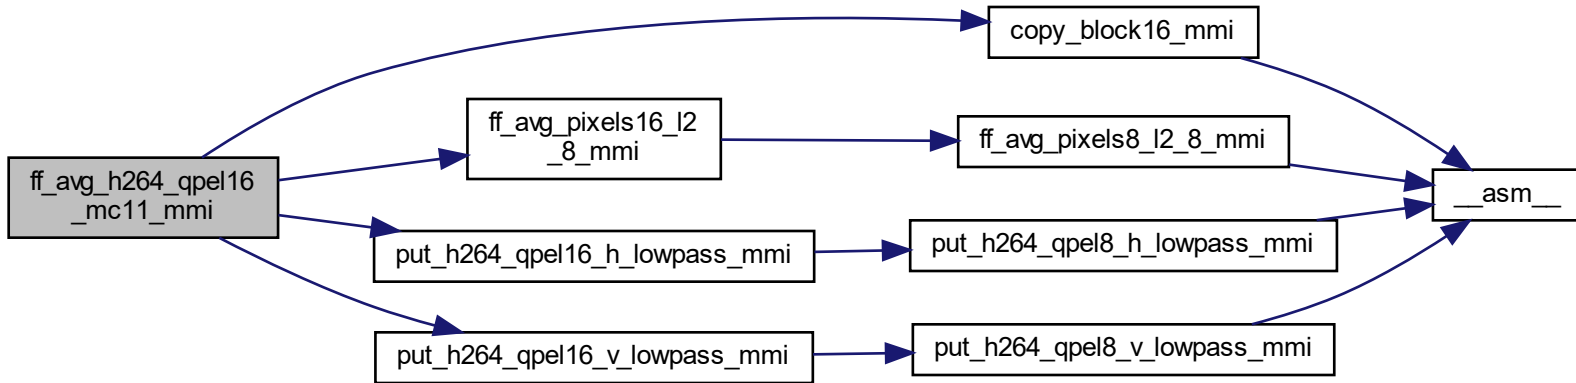 ff_avg_h264_qpel16
_mc11_mmi
copy_block16_mmi
ff_avg_pixels16_l2
_8_mmi
ff_avg_pixels8_l2_8_mmi
put_h264_qpel16_h_lowpass_mmi
put_h264_qpel8_h_lowpass_mmi
put_h264_qpel16_v_lowpass_mmi
put_h264_qpel8_v_lowpass_mmi
__asm__